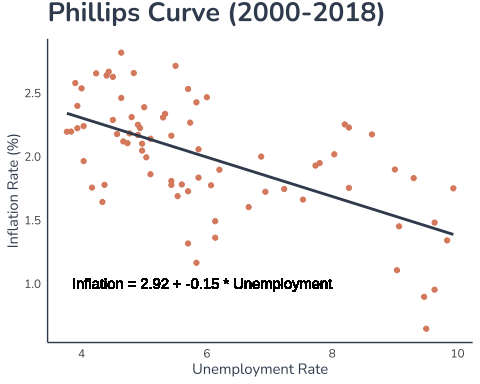 Phillips Curve (2000-2018)
Inflation Rate (%)
2.5
2.0
1.5
1.0
Inflation = 2.92 + -0.15 * Unemployment
4 6 8 10
Unemployment Rate